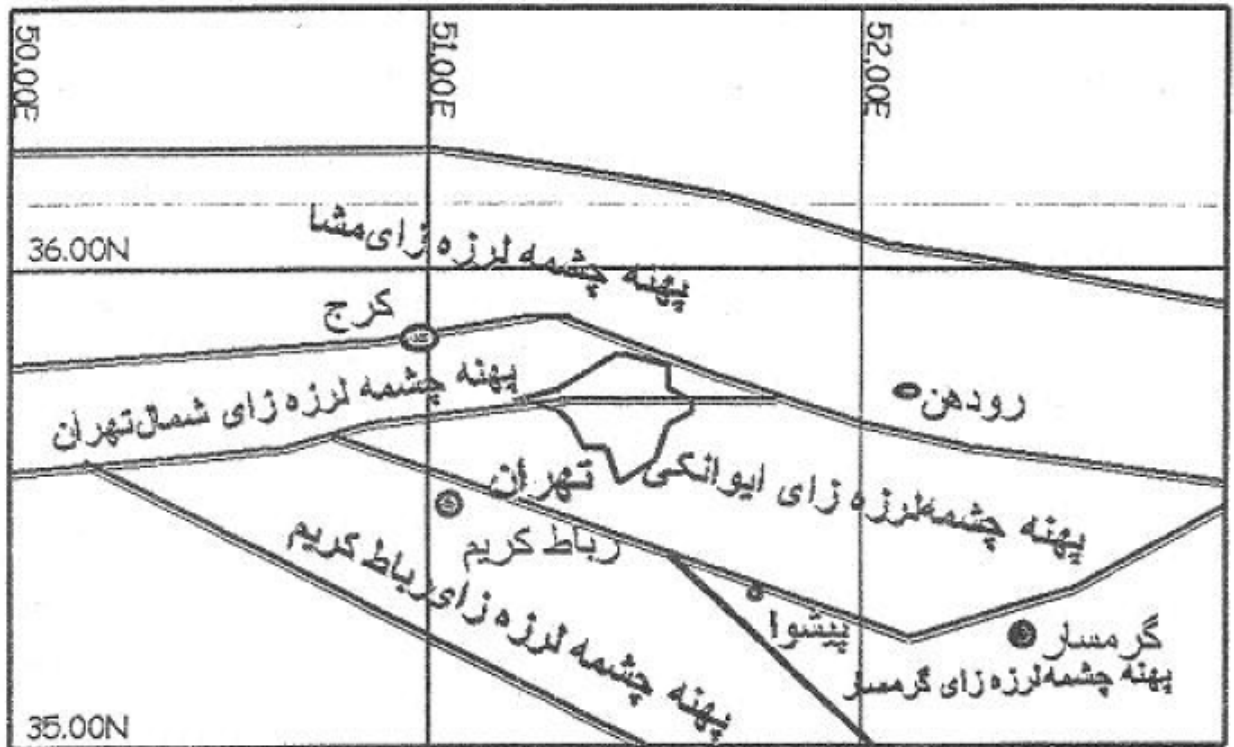 50.00E
51.00E
52.00E
پهنه چشمه لرزه زای مشا
36.00N
کرج
پهنه چشمه لرزه زای شمال تهران
رودهن
تهران
پهنه چشمه لرزه زای ایوانکی
رباط کریم
پهنه چشمه لرزه زای رباط کریم
پیشوا
گرمسار
پهنه چشمه لرزه زای گرمسار
35.00N